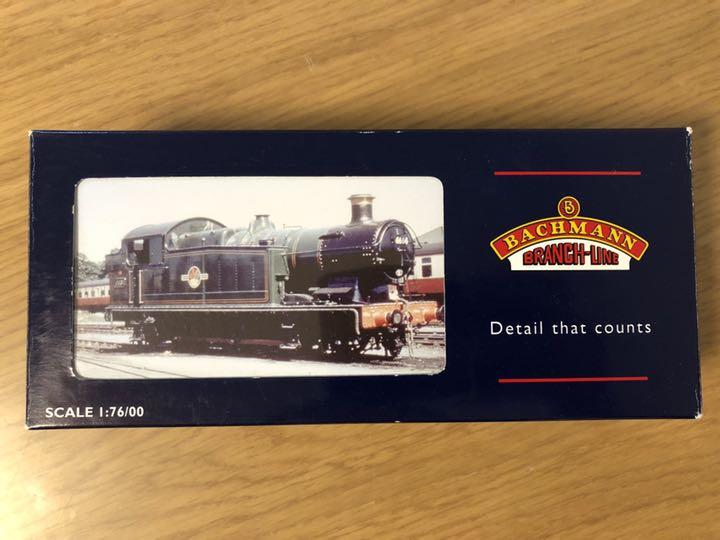 BACHMANN
BRANCH-LINE
Detail that counts
SCALE 1:76/00